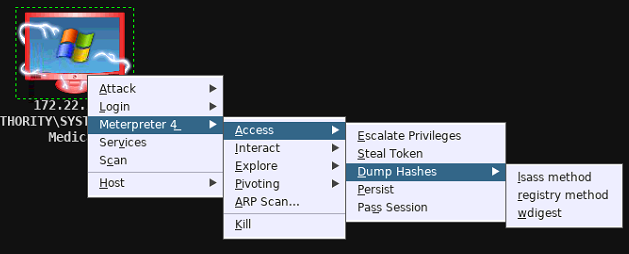 172.22.
THORITY\SYST
Medic
Attack
Login
Meterpreter 4
Services
Scan
Host
Access
Interact
Explore
Pivoting
ARP Scan...
Kill
Escalate Privileges
Steal Token
Dump Hashes
Persist
Pass Session
lsass method
registry method
wdigest